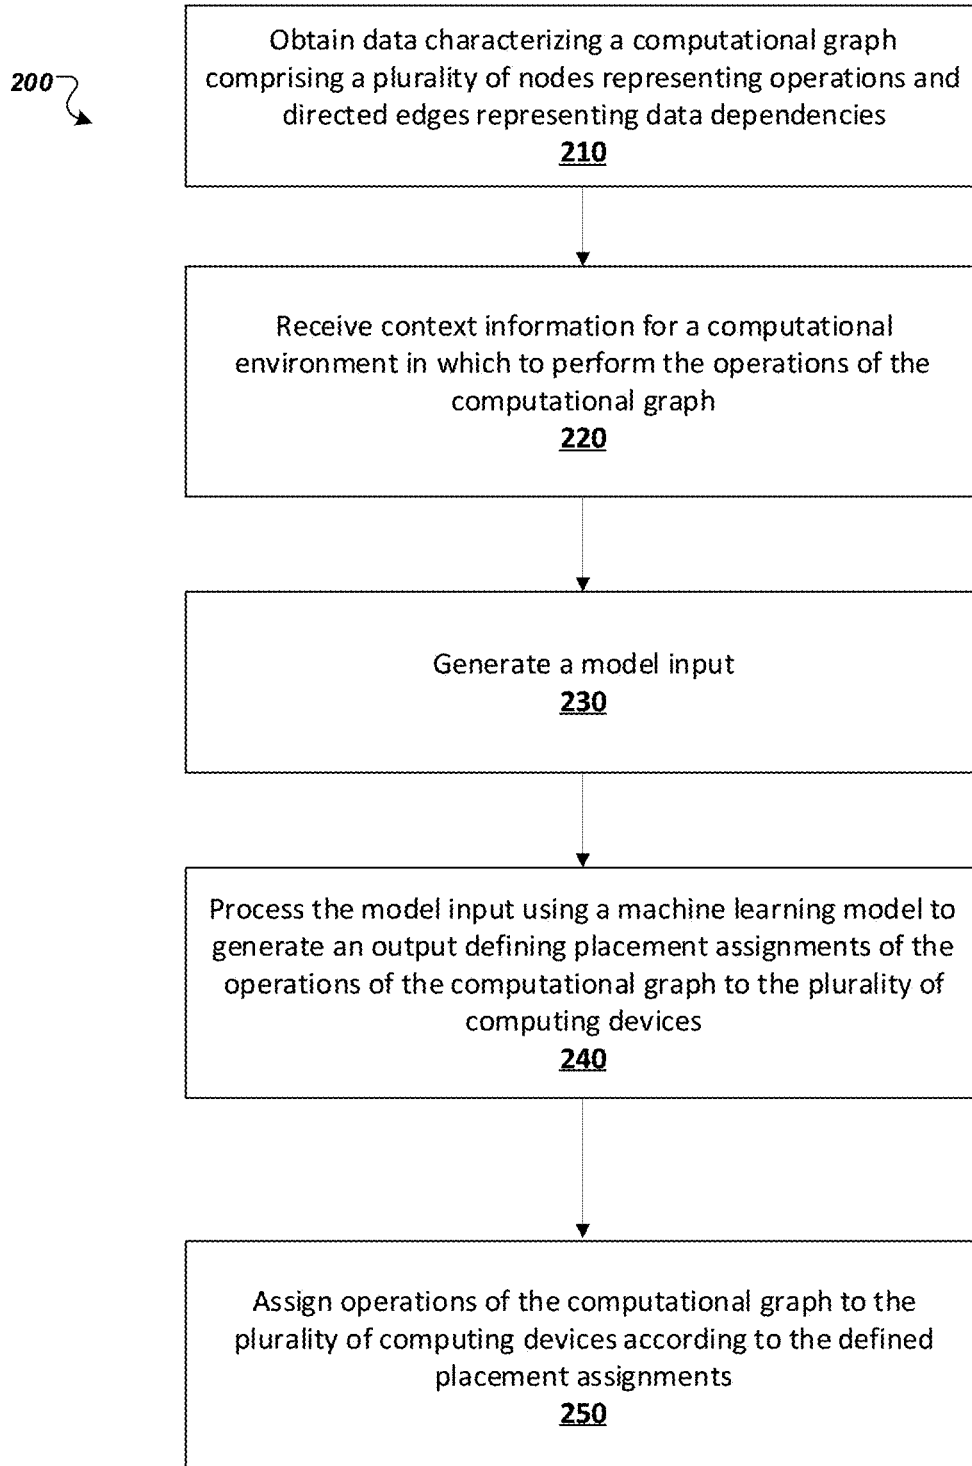 200
Obtain data characterizing a computational graph
comprising a plurality of nodes representing operations and
directed edges representing data dependencies
210
Receive context information for a computational
environment in which to perform the operations of the
computational graph
220
Generate a model input
230
Process the model input using a machine learning model to
generate an output defining placement assignments of the
operations of the computational graph to the plurality of
computing devices
240
Assign operations of the computational graph to the
plurality of computing devices according to the defined
placement assignments
250